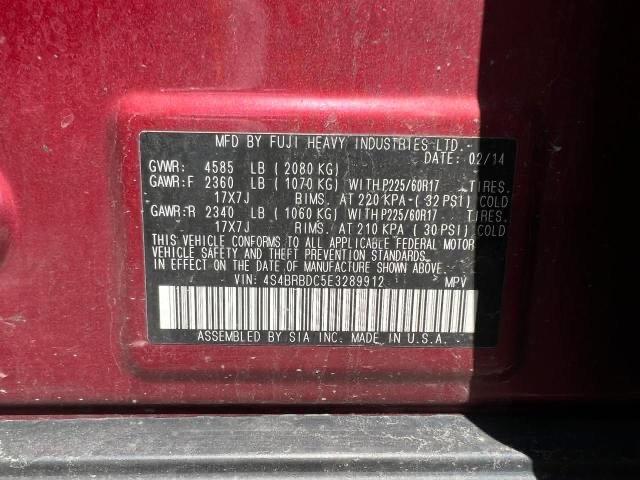 MFD BY FUJI HEAVY INDUSTRIES LTD.
DATE: 02/14
GVWR: 4585 LB ( 2080 KG)
GAWR:F 2360 LB ( 1070 KG) WITH P225/60R17 TIRES.
17X7J RIMS. AT 220 KPA ( 32 PSI) COLD
GAWR:R 2340 LB ( 1060 KG) WITH P225/60R17 TIRES.
17X7J RIMS. AT 210 KPA ( 30 PSI) COLD
THIS VEHICLE CONFORMS TO ALL APPLICABLE FEDERAL MOTOR
VEHICLE SAFETY AND THEFT PREVENTION STANDARDS
IN EFFECT ON THE DATE OF MANUFACTURE SHOWN ABOVE.
VIN: 4S4BRBDC5E3289912 MPV
ASSEMBLED BY SIA INC. MADE IN U.S.A.